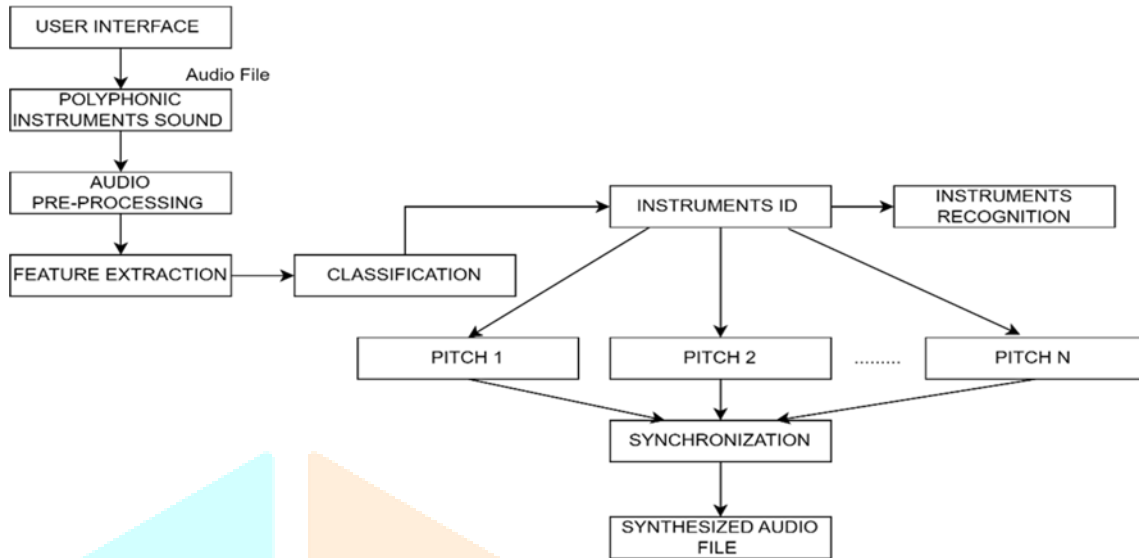 USER INTERFACE
Audio File
POLYPHONIC
INSTRUMENTS SOUND
AUDIO
PRE-PROCESSING
FEATURE EXTRACTION
CLASSIFICATION
INSTRUMENTS ID
INSTRUMENTS
RECOGNITION
PITCH 1
PITCH 2
.........
PITCH N
SYNCHRONIZATION
SYNTHESIZED AUDIO
FILE